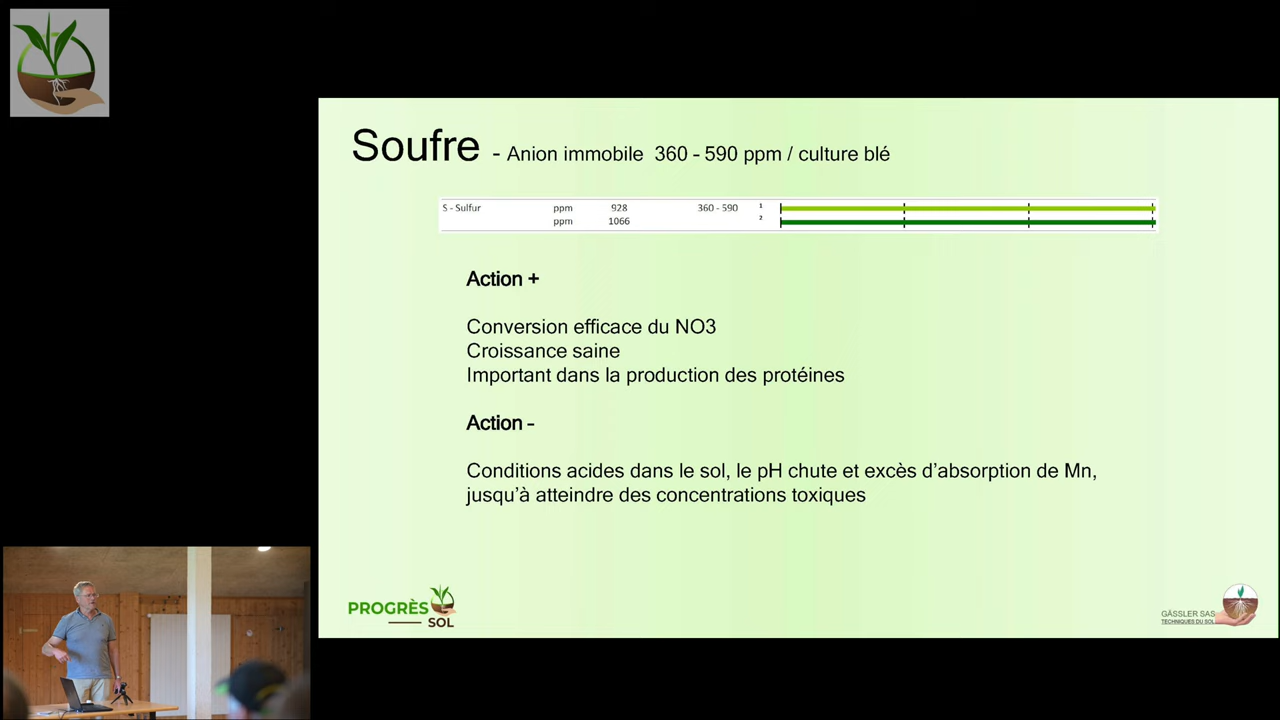 Soufre - Anion immobile 360 - 590 ppm / culture blé
S - Sulfur ppm 928 360 - 590 1
ppm 1066 2
Action +
Conversion efficace du NO3
Croissance saine
Important dans la production des protéines
Action -
Conditions acides dans le sol, le pH chute et excès d'absorption de Mn,
jusqu'à atteindre des concentrations toxiques
PROGRÈS
SOL
GÄSSLER SAS
TECHNIQUES DU SOL